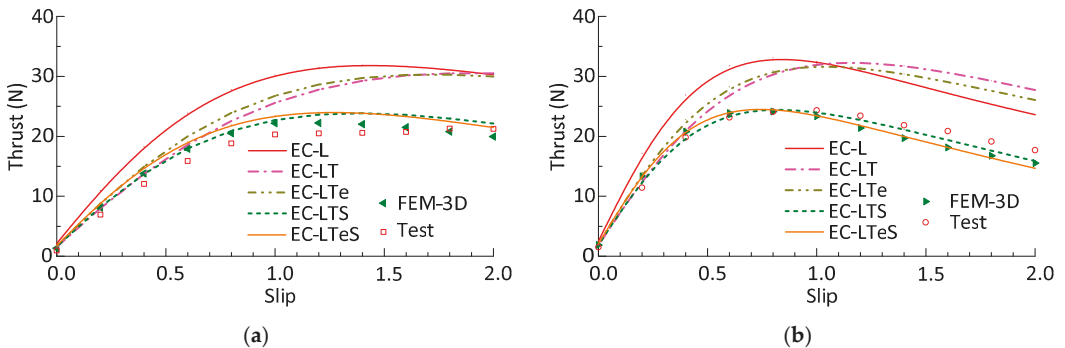 40
30
20
10
0
Thrust (N)
EC-L
EC-LT
EC-LTe
EC-LTS
EC-LTeS
FEM-3D
Test
0.0 0.5 1.0 1.5 2.0
Slip
(a)
40
30
20
10
0
Thrust (N)
EC-L
EC-LT
EC-LTe
EC-LTS
EC-LTeS
FEM-3D
Test
0.0 0.5 1.0 1.5 2.0
Slip
(b)